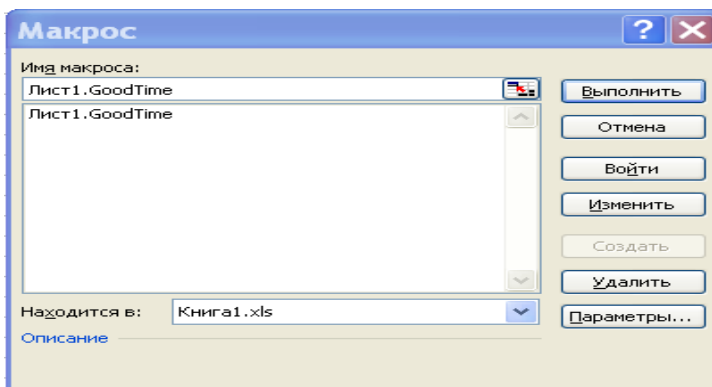 Макрос
Имя макроса:
Лист1.GoodTime
Лист1.GoodTime
Выполнить
Отмена
Войти
Изменить
Создать
Удалить
Находится в:
Книга1.xls
Параметры...
Описание